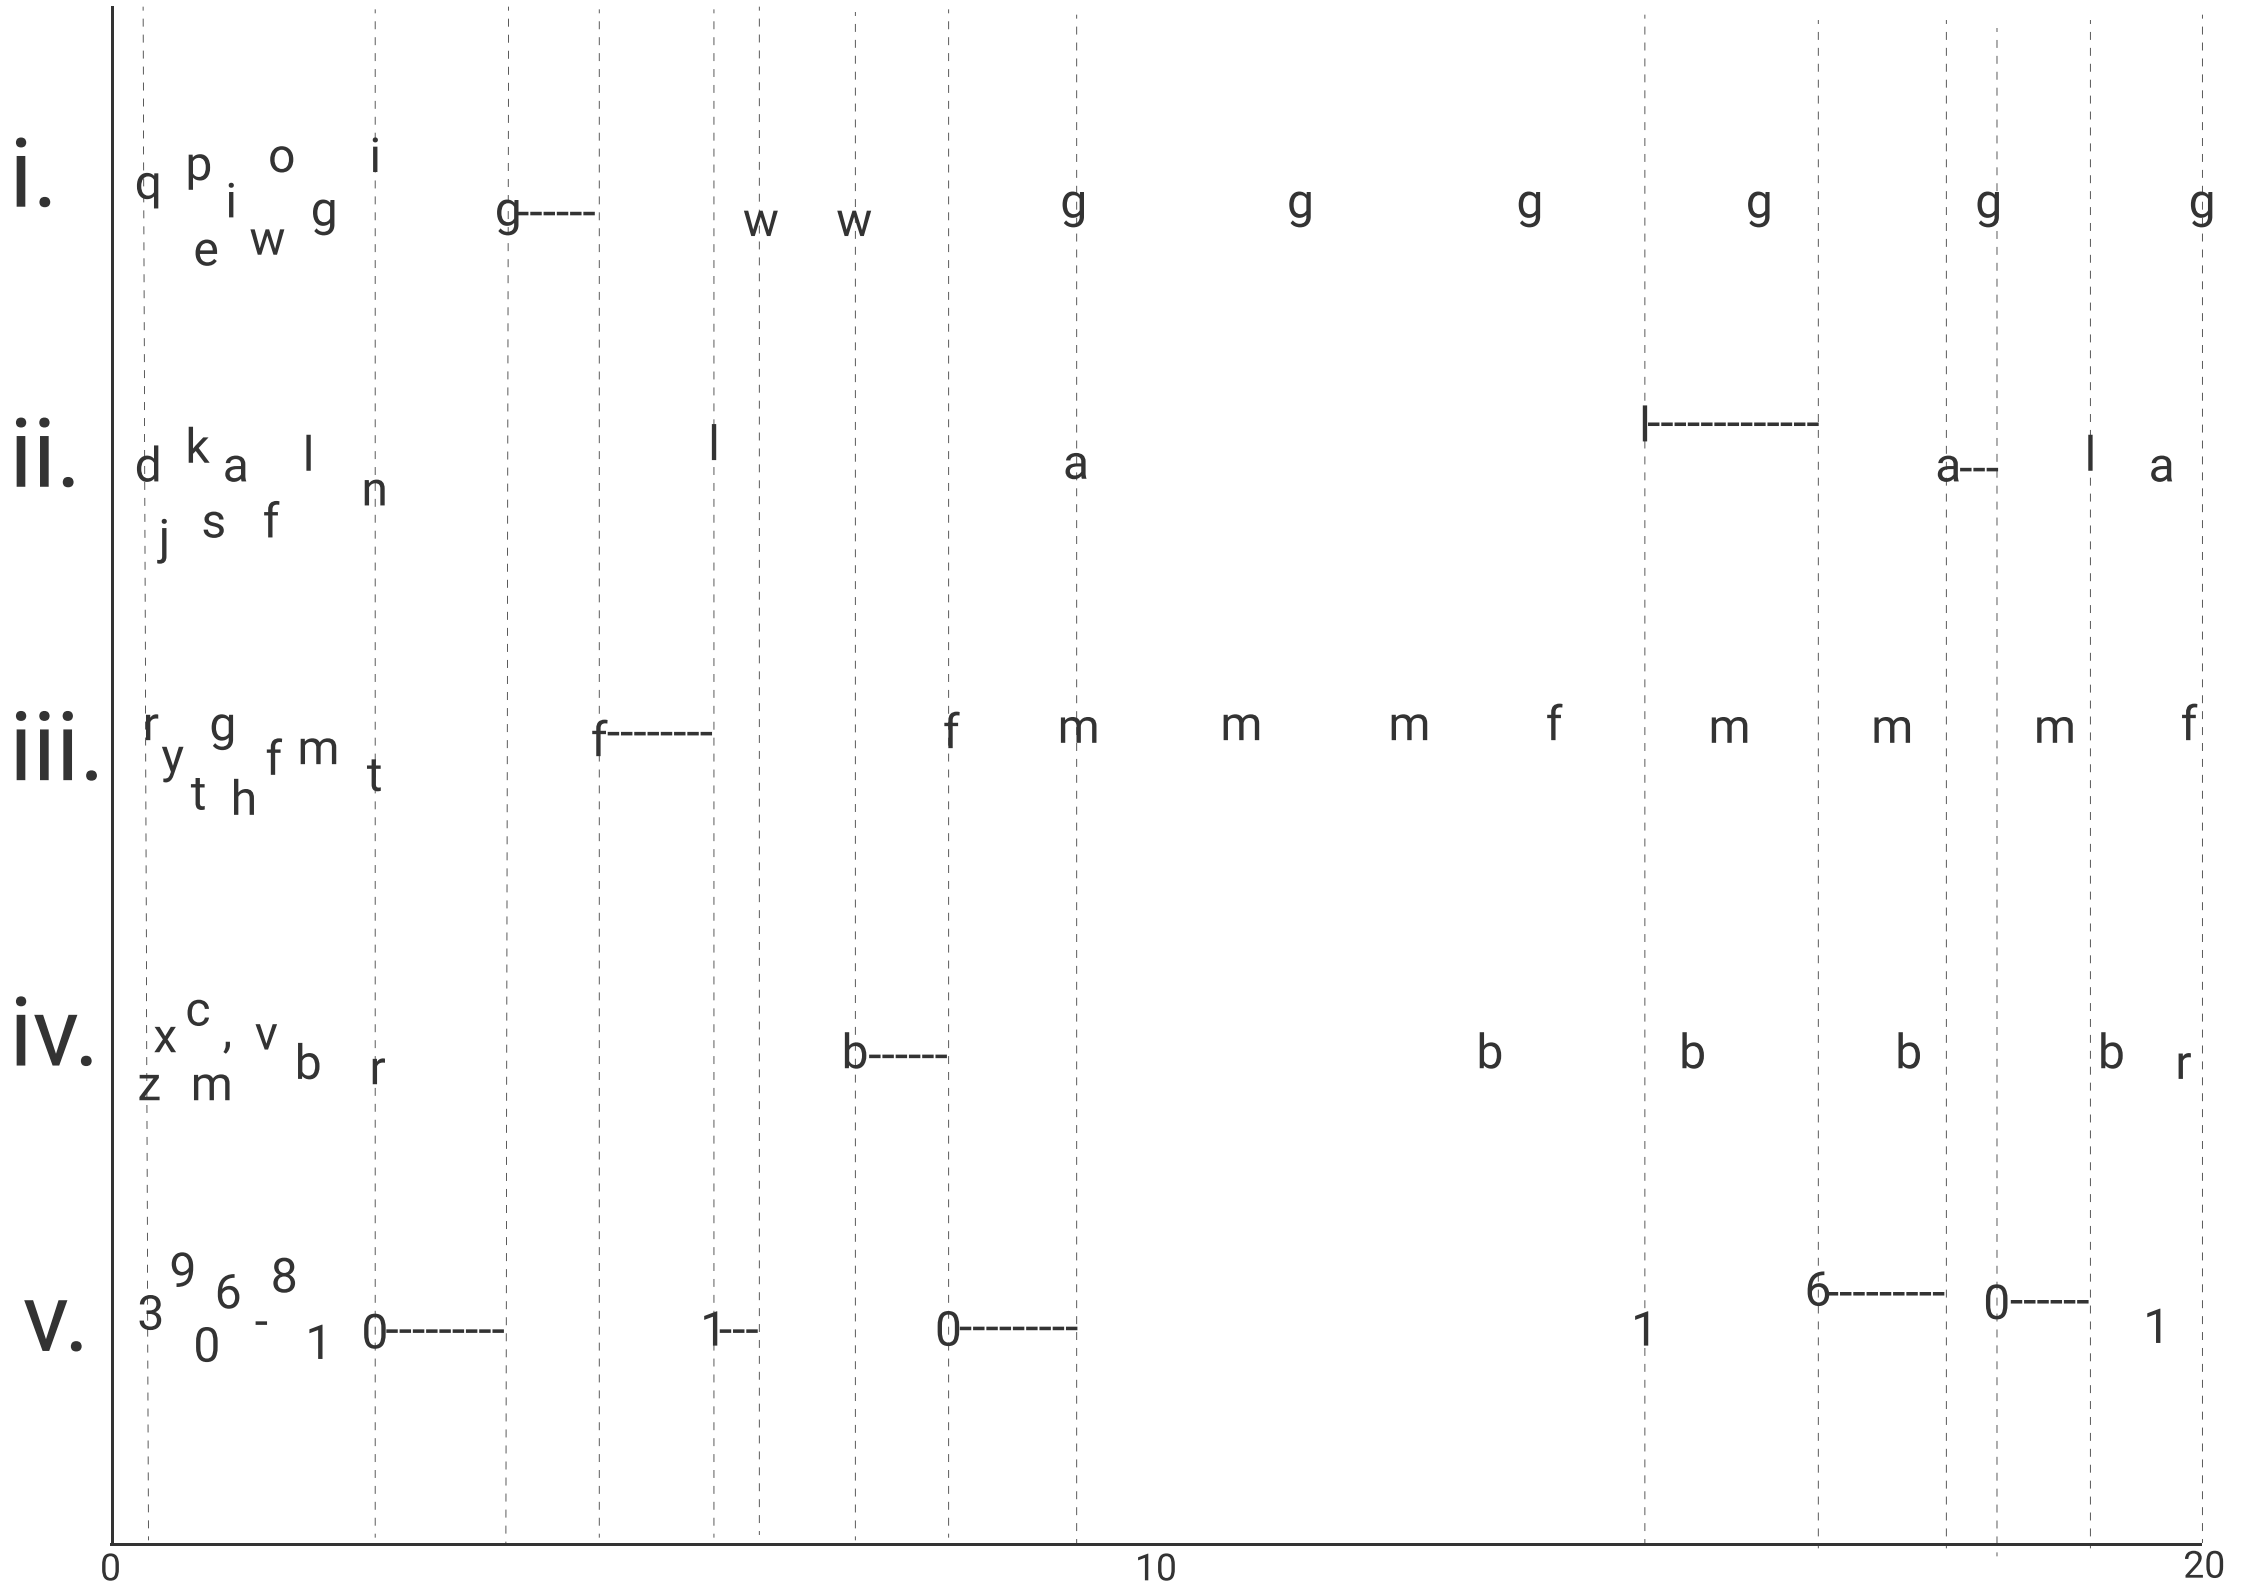 i. q p i e w o g i g------ w w g g g g g g
ii. d k a j s f l n l a l------------- a--- l a
iii. r y g t h f m t f-------- f m m m f m m m f
iv. x c , v z m b r b------ b b b b r
v. 3 9 6 8 0 - 1 0--------- 1--- 0--------- 1 6--------- 0------ 1
0 10 20